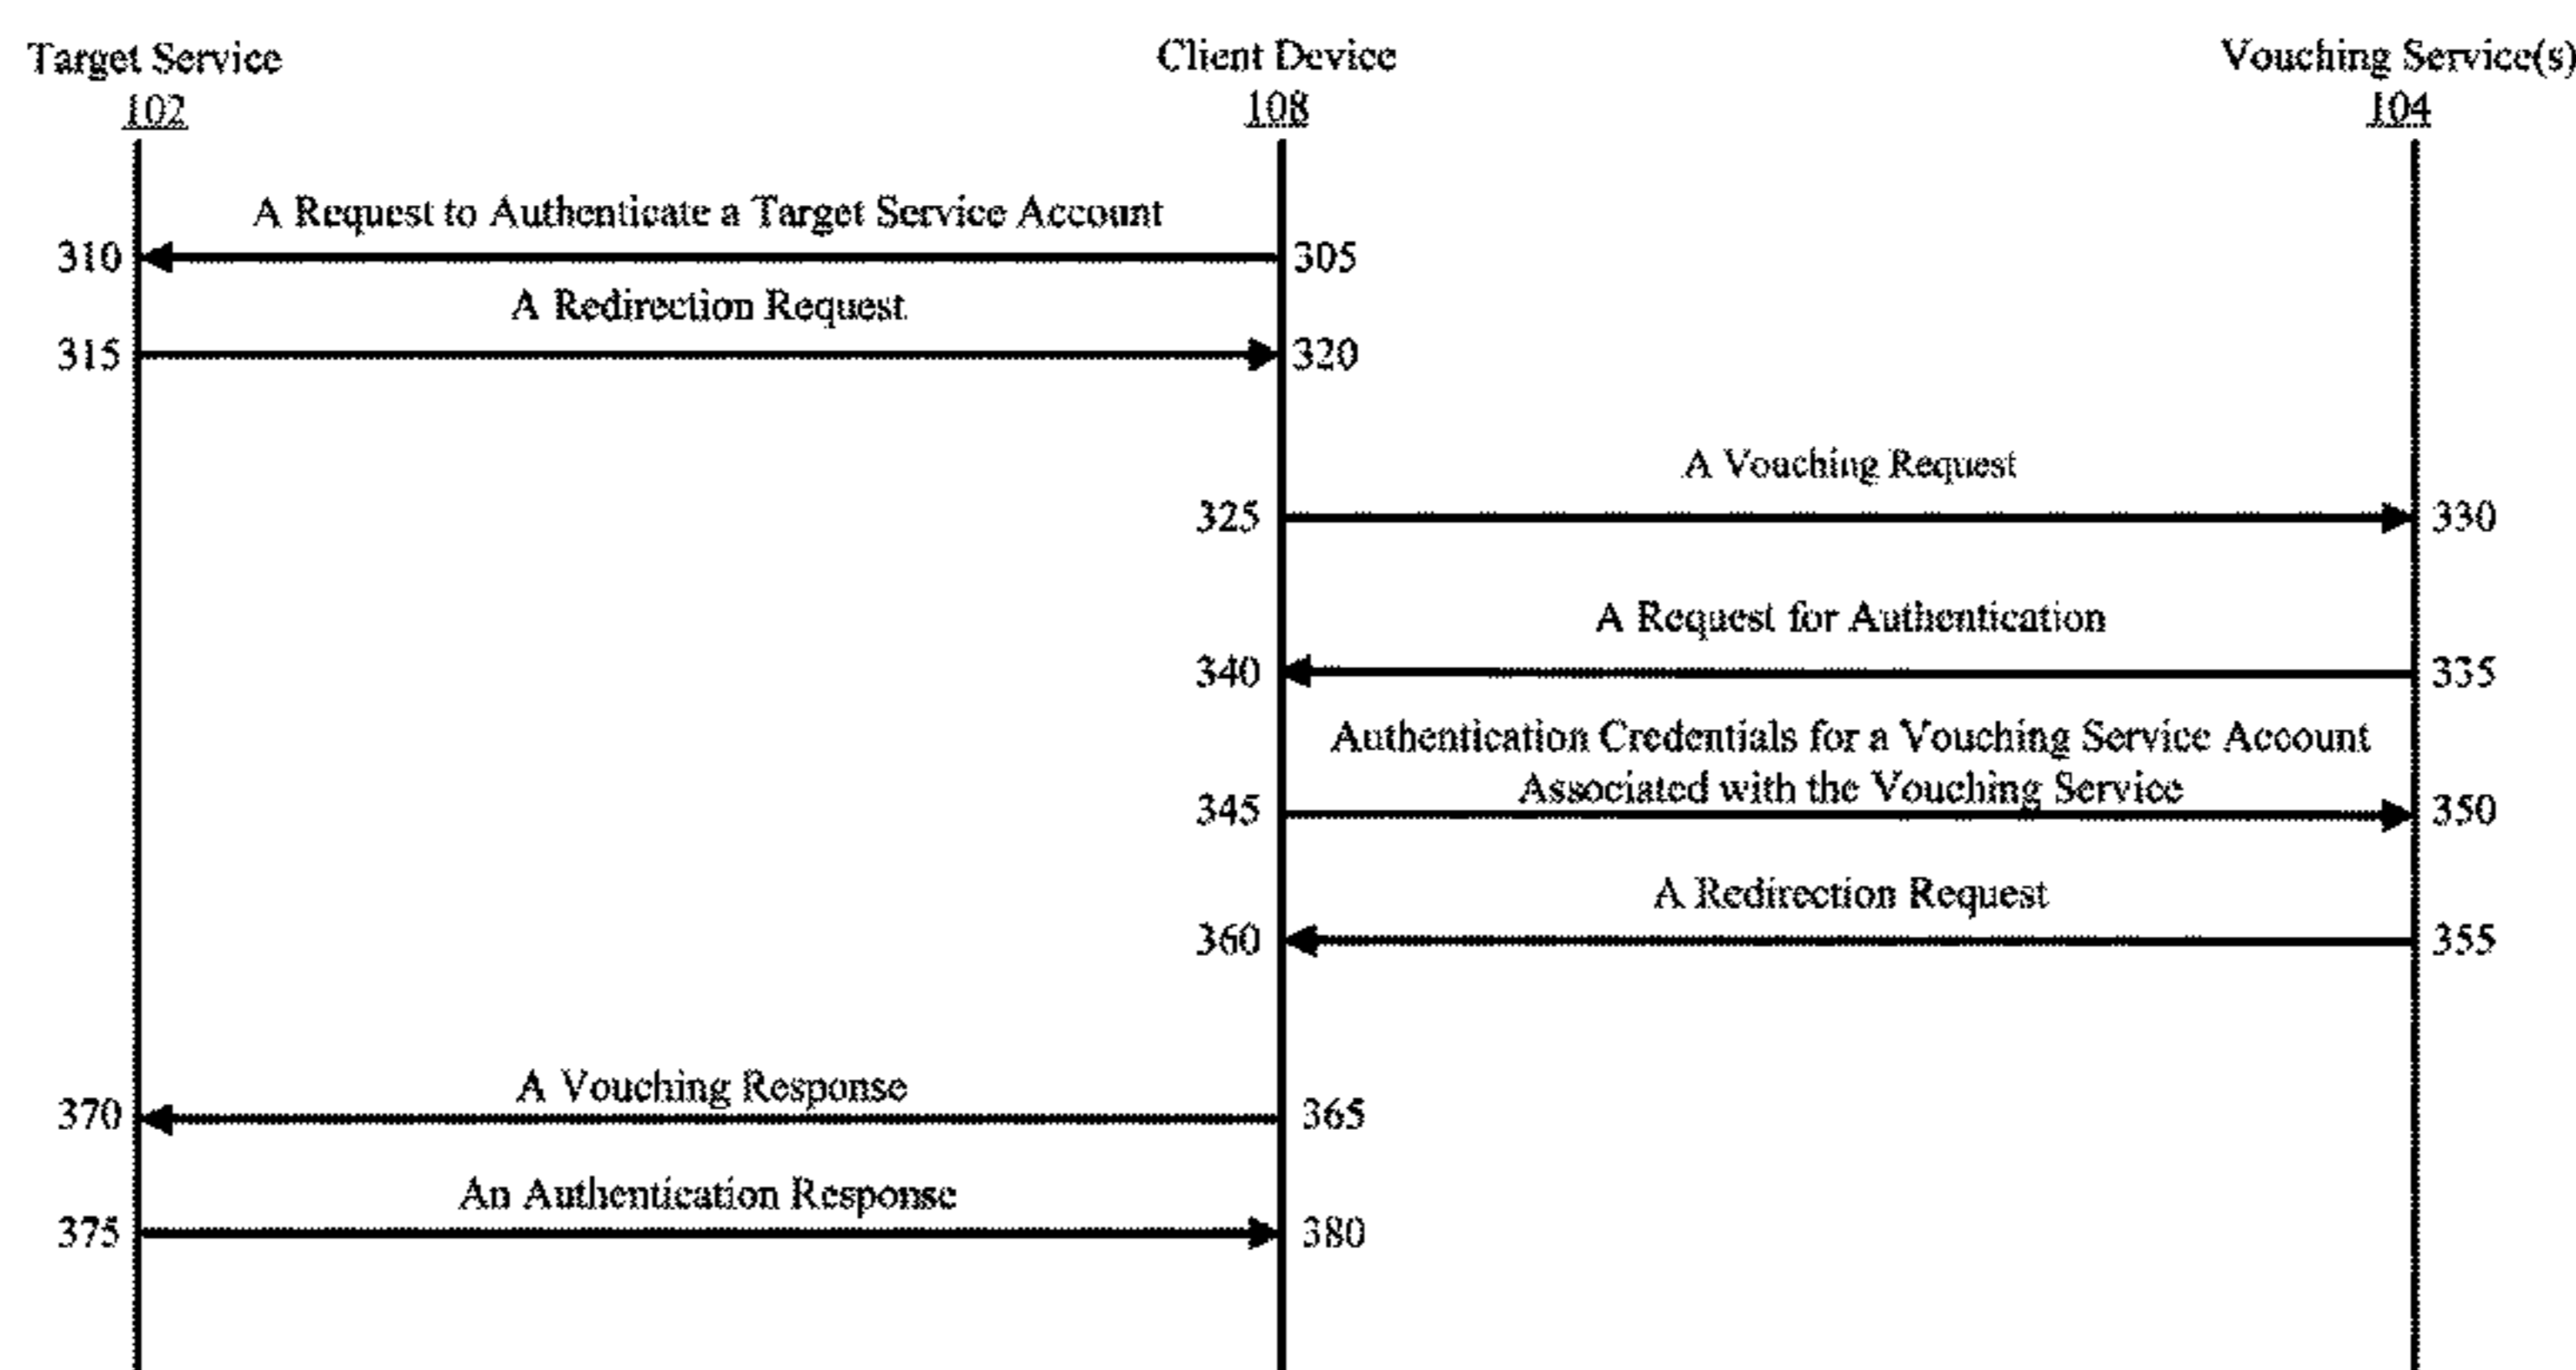 Target Service
102
Client Device
108
Vouching Service(s)
104
A Request to Authenticate a Target Service Account
310
305
A Redirection Request
315
320
A Vouching Request
325
330
A Request for Authentication
340
335
Authentication Credentials for a Vouching Service Account
Associated with the Vouching Service
345
350
A Redirection Request
360
355
A Vouching Response
370
365
An Authentication Response
375
380